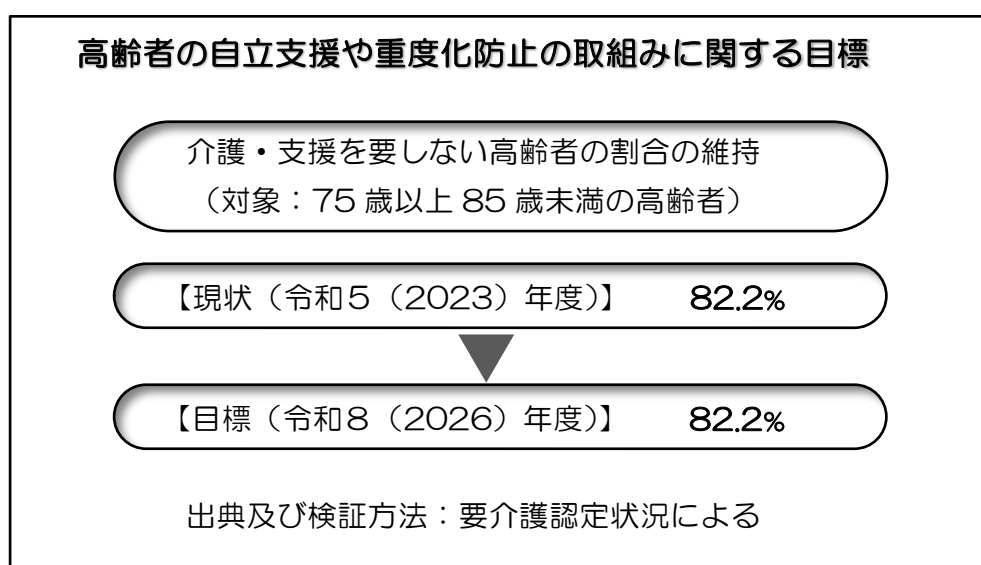 高齢者の自立支援や重度化防止の取組みに関する目標
介護・支援を要しない高齢者の割合の維持
（対象：75 歳以上 85 歳未満の高齢者）
【現状（令和５（2023）年度）】 82.2%
【目標（令和８（2026）年度）】 82.2%
出典及び検証方法：要介護認定状況による